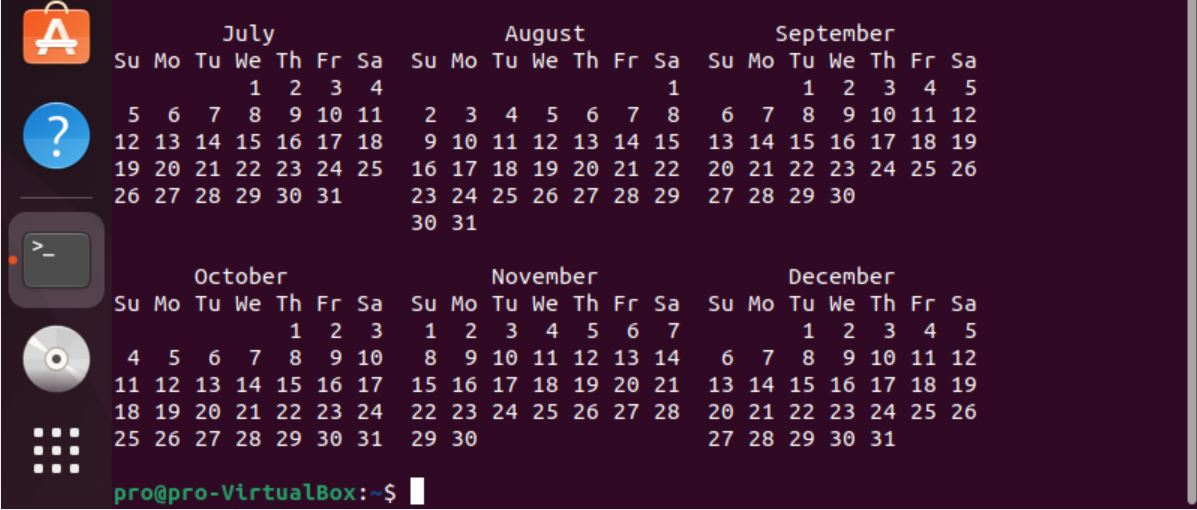 July                 August              September
Su Mo Tu We Th Fr Sa  Su Mo Tu We Th Fr Sa  Su Mo Tu We Th Fr Sa
          1  2  3  4                     1         1  2  3  4  5
 5  6  7  8  9 10 11   2  3  4  5  6  7  8   6  7  8  9 10 11 12
12 13 14 15 16 17 18   9 10 11 12 13 14 15  13 14 15 16 17 18 19
19 20 21 22 23 24 25  16 17 18 19 20 21 22  20 21 22 23 24 25 26
26 27 28 29 30 31     23 24 25 26 27 28 29  27 28 29 30
                      30 31
      October              November              December
Su Mo Tu We Th Fr Sa  Su Mo Tu We Th Fr Sa  Su Mo Tu We Th Fr Sa
             1  2  3   1  2  3  4  5  6  7         1  2  3  4  5
 4  5  6  7  8  9 10   8  9 10 11 12 13 14   6  7  8  9 10 11 12
11 12 13 14 15 16 17  15 16 17 18 19 20 21  13 14 15 16 17 18 19
18 19 20 21 22 23 24  22 23 24 25 26 27 28  20 21 22 23 24 25 26
25 26 27 28 29 30 31  29 30                 27 28 29 30 31
pro@pro-VirtualBox:~$